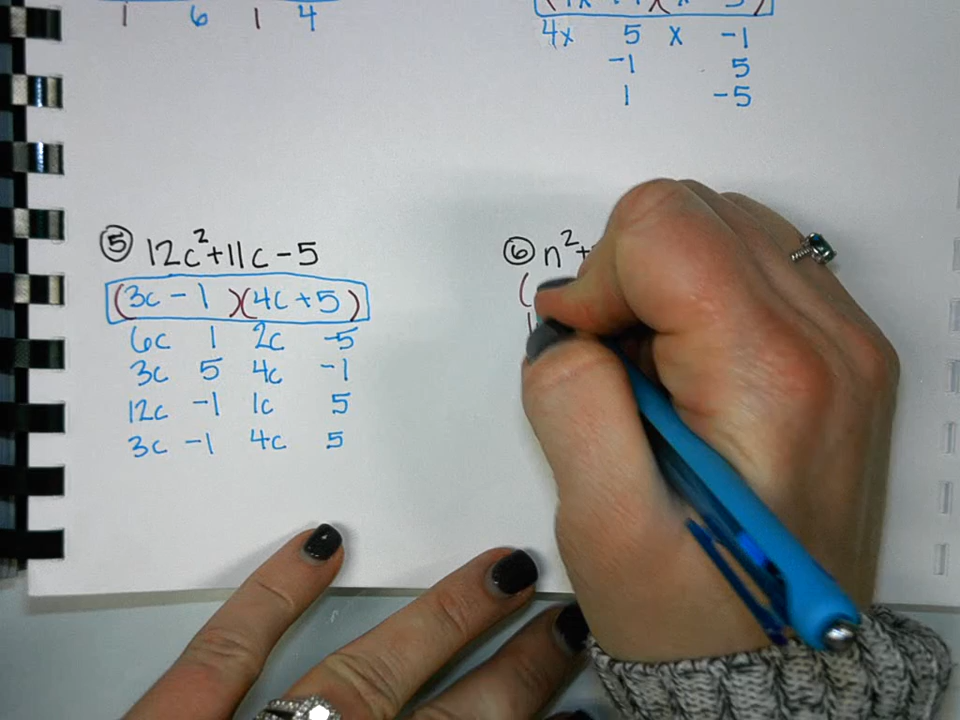 1 6 1 4
4x 5 x -1
-1 5
1 -5
5 12c²+11c-5
(3c - 1)(4c + 5)
6c 1 2c -5
3c 5 4c -1
12c -1 1c 5
3c -1 4c 5
6 n²+
(